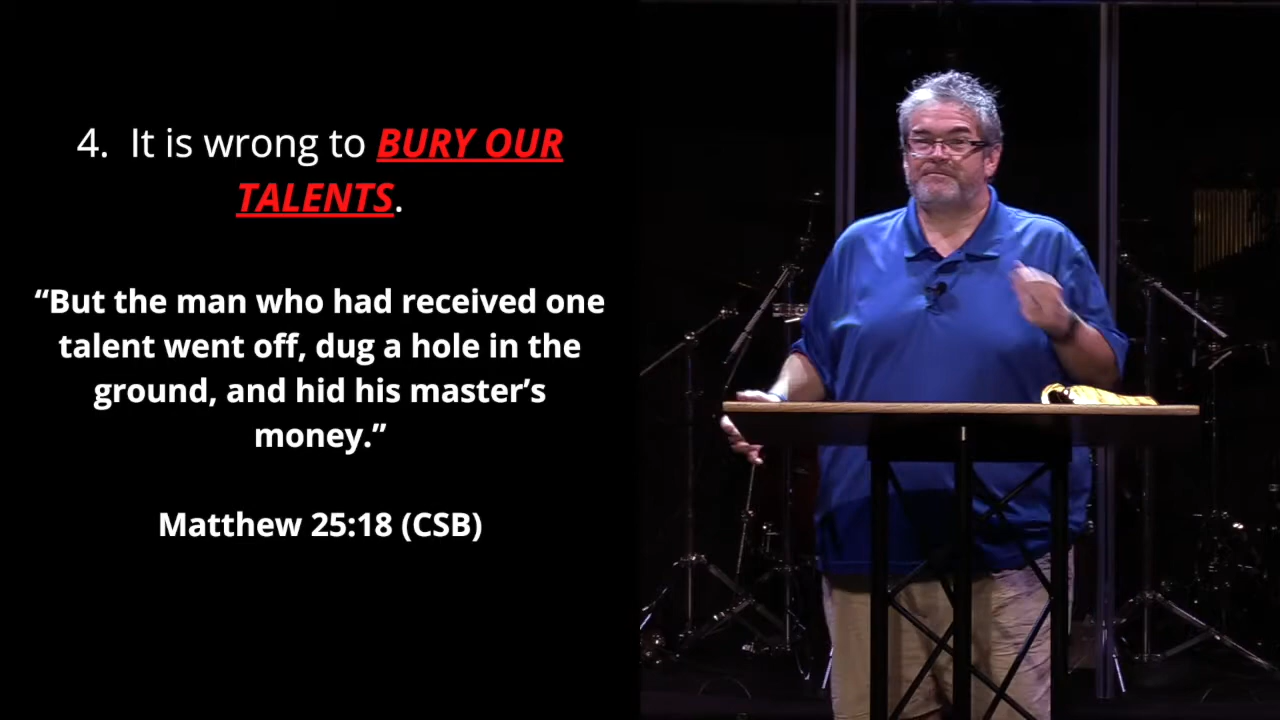 4. It is wrong to BURY OUR
TALENTS.
“But the man who had received one
talent went off, dug a hole in the
ground, and hid his master’s
money.”
Matthew 25:18 (CSB)